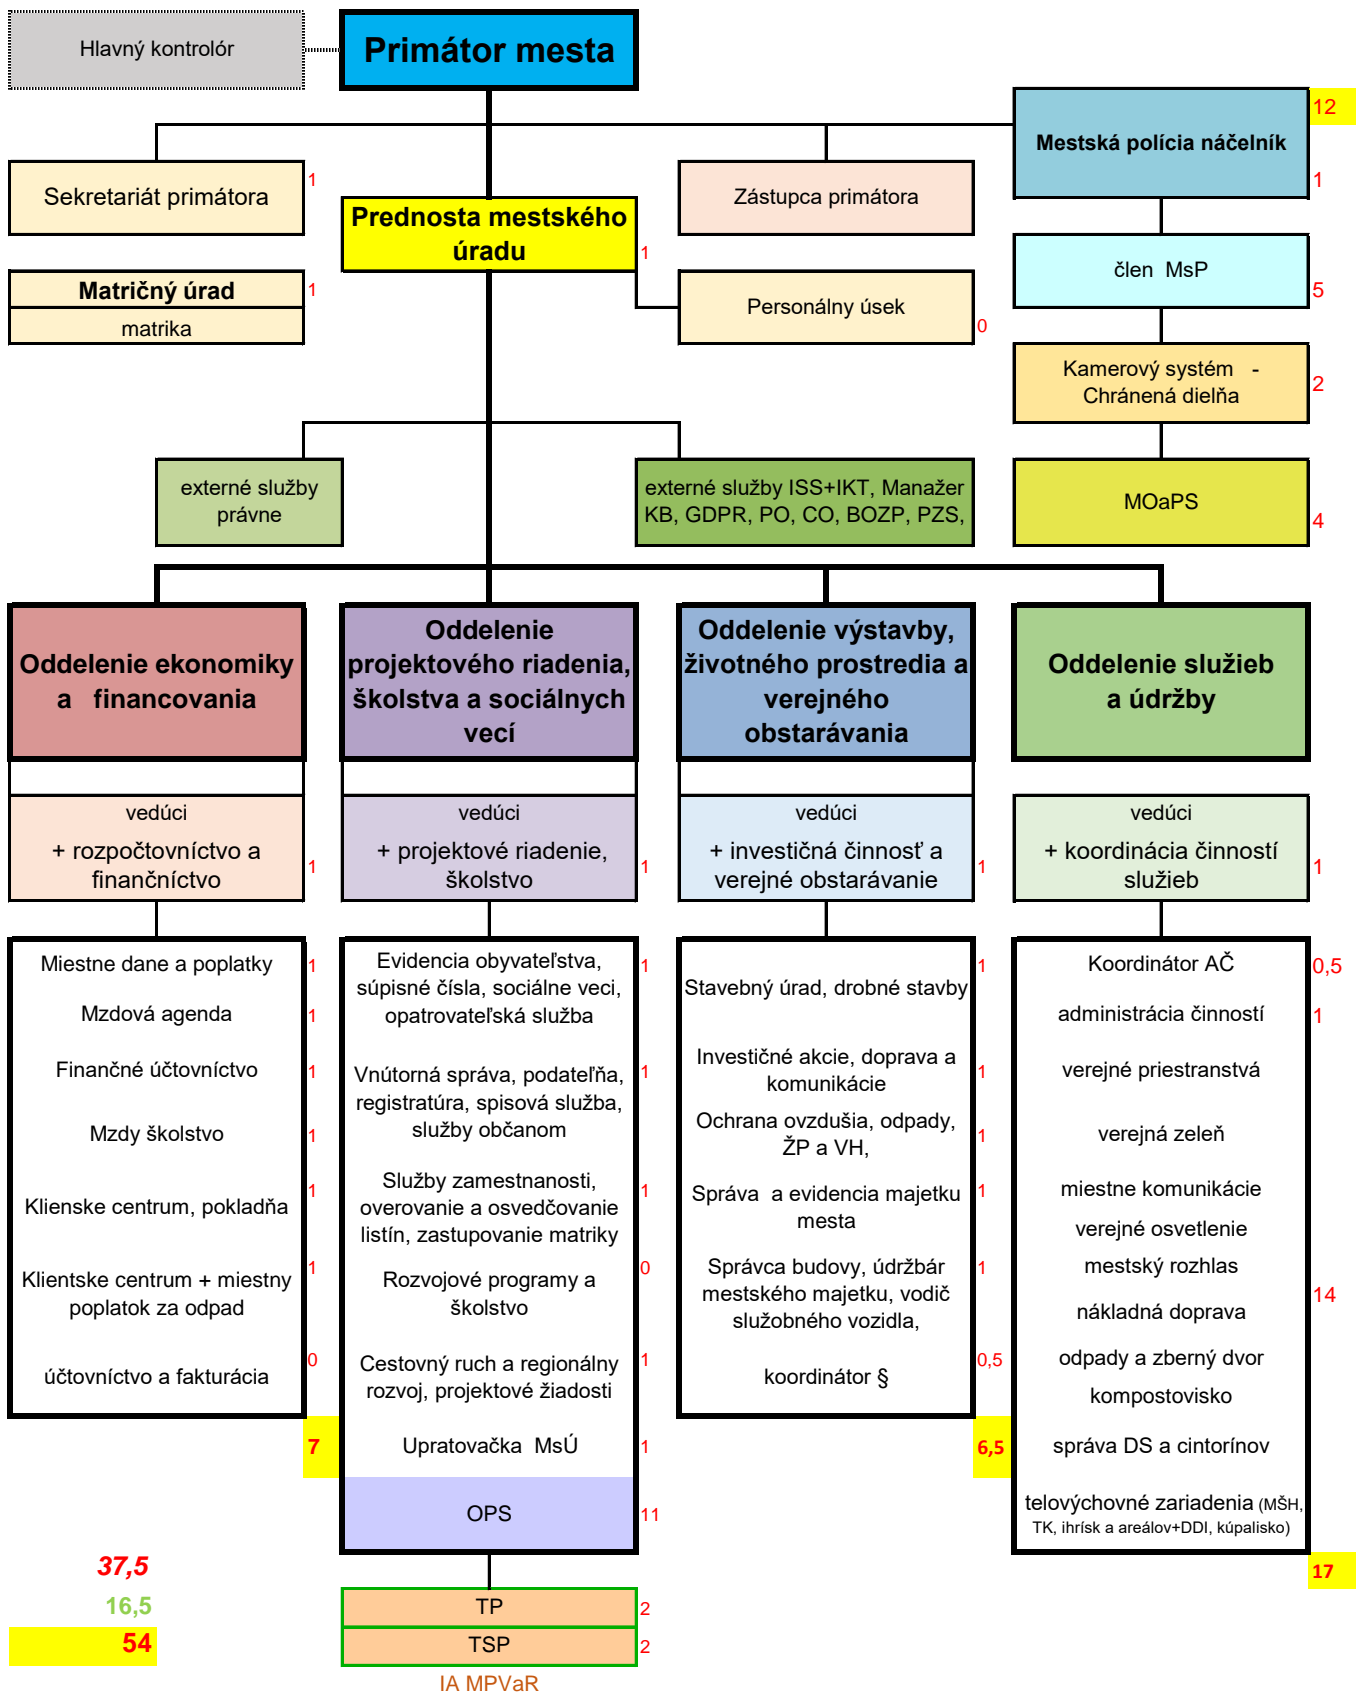 Hlavný kontrolór
Primátor mesta
12
Mestská polícia náčelník
1
Sekretariát primátora
1
Zástupca primátora
Prednosta mestského
úradu
1
člen MsP
5
Matričný úrad
1
matrika
Personálny úsek
0
Kamerový systém -
Chránená dielňa
2
externé služby
právne
externé služby ISS+IKT, Manažer
KB, GDPR, PO, CO, BOZP, PZS,
MOaPS
4
Oddelenie ekonomiky
a financovania
Oddelenie
projektového riadenia,
školstva a sociálnych
vecí
Oddelenie výstavby,
životného prostredia a
verejného
obstarávania
Oddelenie služieb
a údržby
vedúci
+ rozpočtovníctvo a
finančníctvo
1
vedúci
+ projektové riadenie,
školstvo
1
vedúci
+ investičná činnosť a
verejné obstarávanie
1
vedúci
+ koordinácia činností
služieb
1
Miestne dane a poplatky
1
Mzdová agenda
1
Finančné účtovníctvo
1
Mzdy školstvo
1
Klienske centrum, pokladňa
1
Klientske centrum + miestny
poplatok za odpad
1
účtovníctvo a fakturácia
0
7
Evidencia obyvateľstva,
súpisné čísla, sociálne veci,
opatrovateľská služba
1
Vnútorná správa, podateľňa,
registratúra, spisová služba,
služby občanom
1
Služby zamestnanosti,
overovanie a osvedčovanie
listín, zastupovanie matriky
1
Rozvojové programy a
školstvo
0
Cestovný ruch a regionálny
rozvoj, projektové žiadosti
1
Upratovačka MsÚ
1
OPS
11
TP
2
TSP
2
IA MPVaR
Stavebný úrad, drobné stavby
1
Investičné akcie, doprava a
komunikácie
1
Ochrana ovzdušia, odpady,
ŽP a VH,
1
Správa a evidencia majetku
mesta
1
Správca budovy, údržbár
mestského majetku, vodič
služobného vozidla,
1
koordinátor §
0,5
6,5
Koordinátor AČ
0,5
administrácia činností
1
verejné priestranstvá
verejná zeleň
miestne komunikácie
verejné osvetlenie
mestský rozhlas
14
nákladná doprava
odpady a zberný dvor
kompostovisko
správa DS a cintorínov
telovýchovné zariadenia (MŠH,
TK, ihrísk a areálov+DDI, kúpalisko)
17
37,5
16,5
54